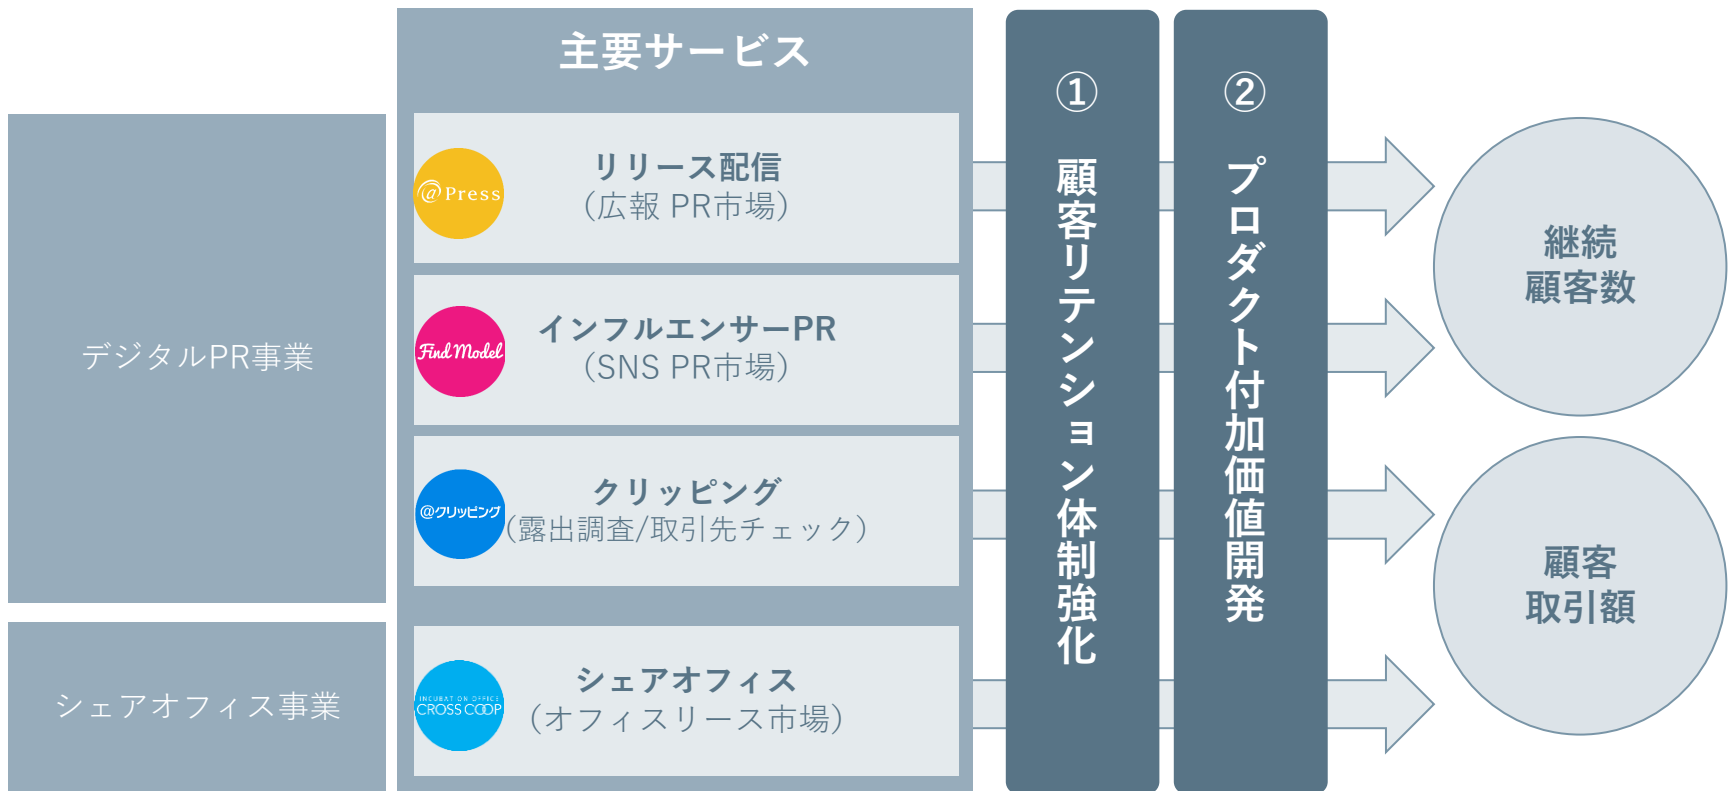 主要サービス
デジタルPR事業
@Press
リリース配信
（広報 PR市場）
Find Model
インフルエンサーPR
（SNS PR市場）
@クリッピング
クリッピング
（露出調査/取引先チェック）
シェアオフィス事業
INCUBATION OFFICE
CROSS COOP
シェアオフィス
（オフィスリース市場）
① 顧客リテンション体制強化
② プロダクト付加価値開発
継続
顧客数
顧客
取引額